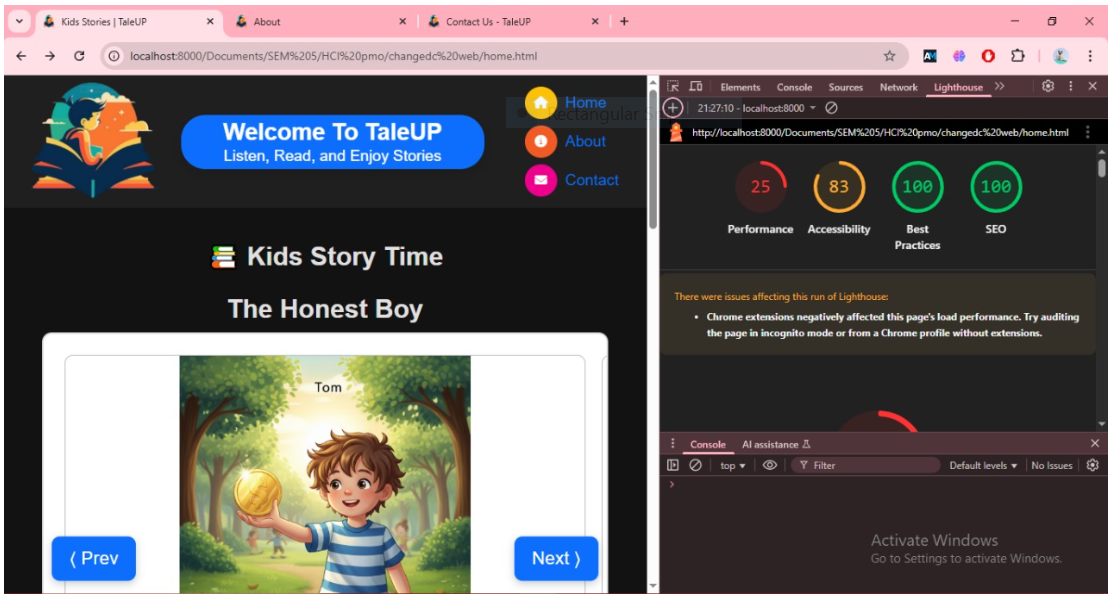 Kids Stories | TaleUP
About
Contact Us - TaleUP
localhost:8000/Documents/SEM%205/HCI%20pmo/changedc%20web/home.html
Welcome To TaleUP
Listen, Read, and Enjoy Stories
Home
Rectangular S
About
Contact
📚 Kids Story Time
The Honest Boy
Tom
⟨ Prev
Next ⟩
Elements Console Sources Network Lighthouse
21:27:10 - localhost:8000
http://localhost:8000/Documents/SEM%205/HCI%20pmo/changedc%20web/home.html
25 83 100 100
Performance Accessibility Best Practices SEO
There were issues affecting this run of Lighthouse:
• Chrome extensions negatively affected this page's load performance. Try auditing
the page in incognito mode or from a Chrome profile without extensions.
Console AI assistance
top Filter Default levels No Issues
Activate Windows
Go to Settings to activate Windows.